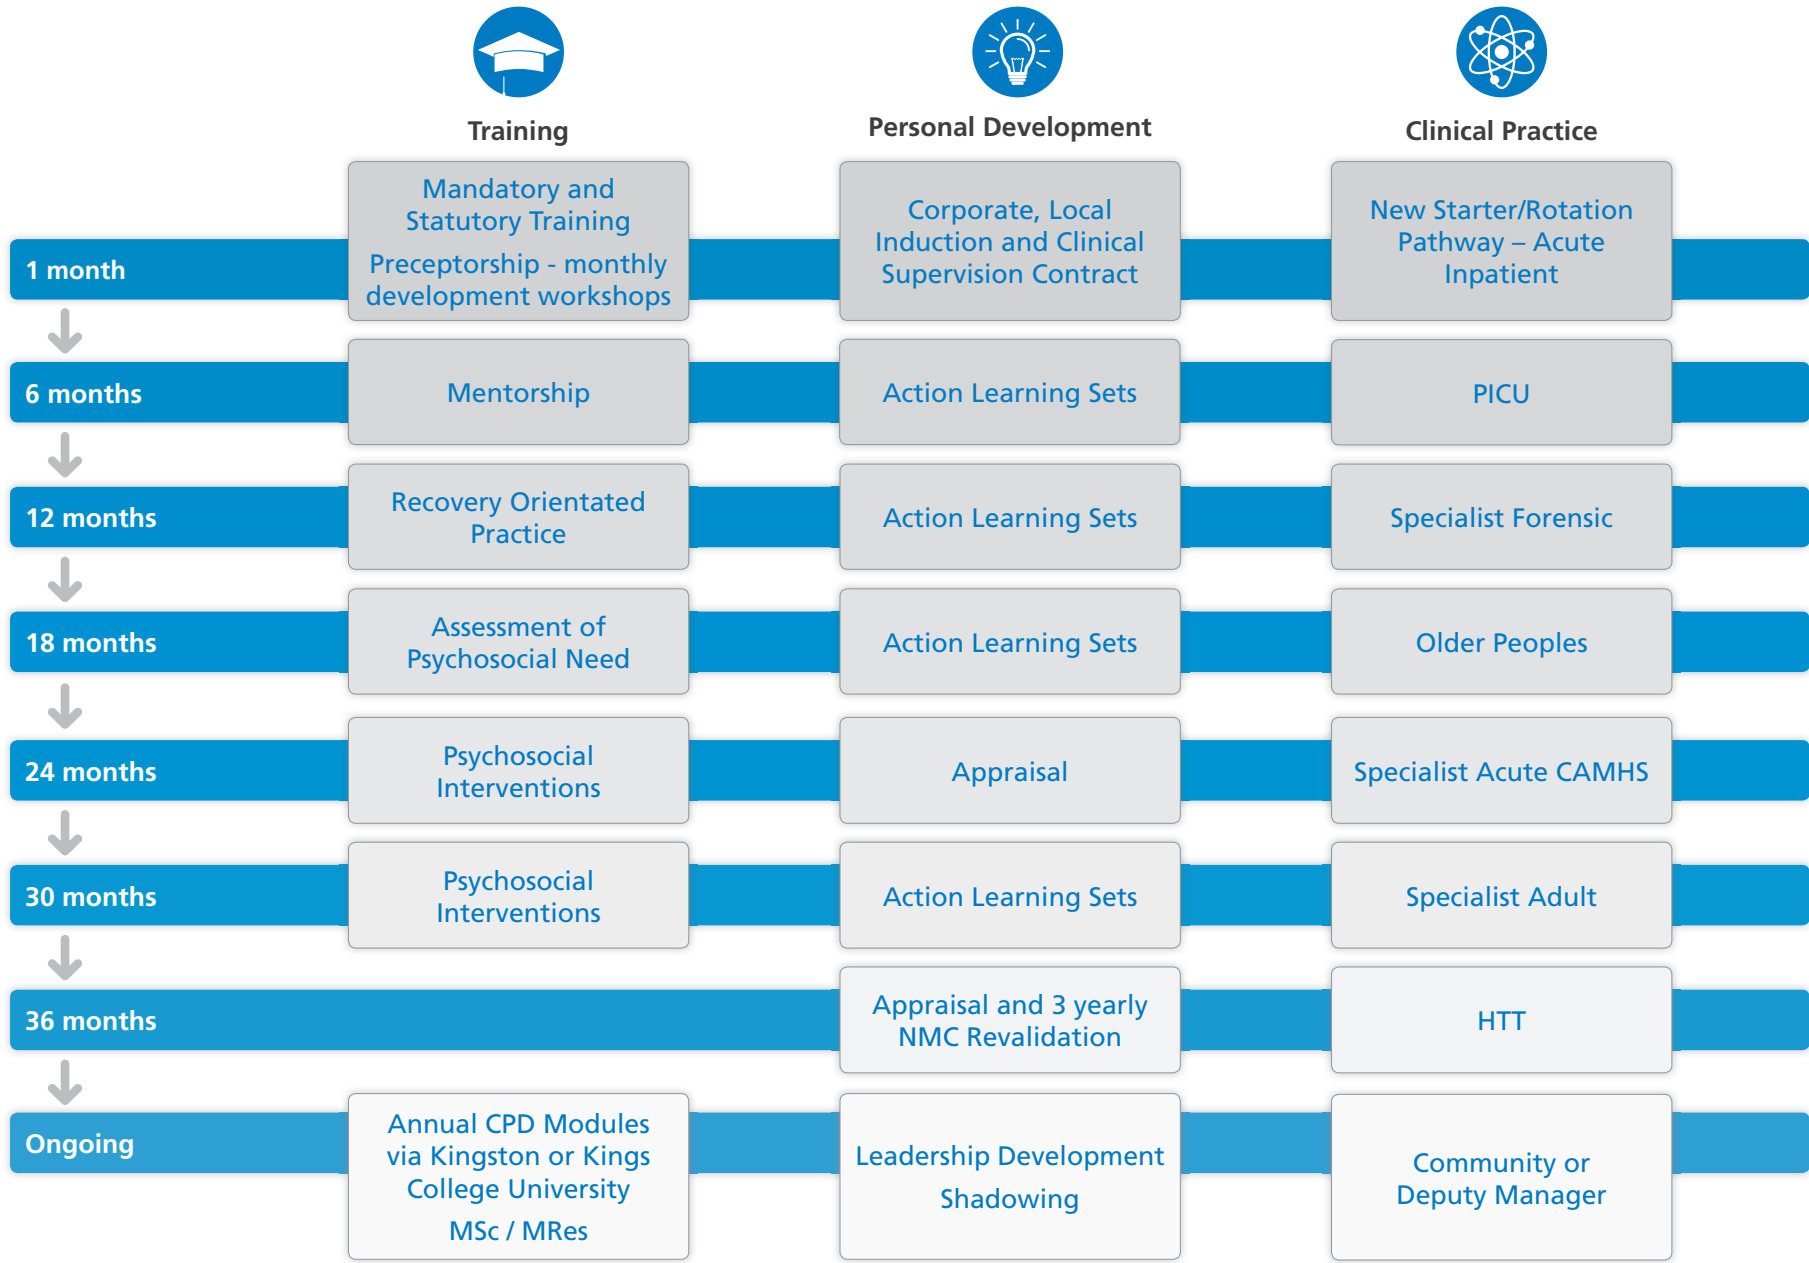 Training
Personal Development
Clinical Practice
1 month
Mandatory and
Statutory Training
Preceptorship - monthly
development workshops
Corporate, Local
Induction and Clinical
Supervision Contract
New Starter/Rotation
Pathway – Acute
Inpatient
6 months
Mentorship
Action Learning Sets
PICU
12 months
Recovery Orientated
Practice
Action Learning Sets
Specialist Forensic
18 months
Assessment of
Psychosocial Need
Action Learning Sets
Older Peoples
24 months
Psychosocial
Interventions
Appraisal
Specialist Acute CAMHS
30 months
Psychosocial
Interventions
Action Learning Sets
Specialist Adult
36 months
Appraisal and 3 yearly
NMC Revalidation
HTT
Ongoing
Annual CPD Modules
via Kingston or Kings
College University
MSc / MRes
Leadership Development
Shadowing
Community or
Deputy Manager